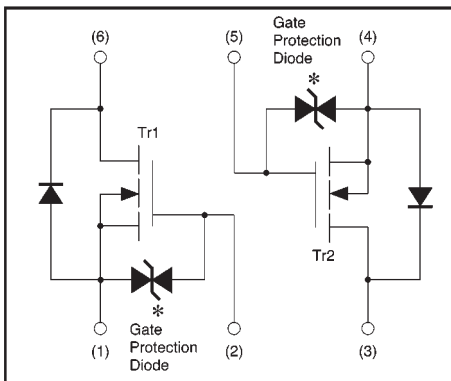 (6)
(5)
Gate
Protection
Diode
(4)
*
Tr1
Tr2
*
Gate
Protection
Diode
(1)
(2)
(3)